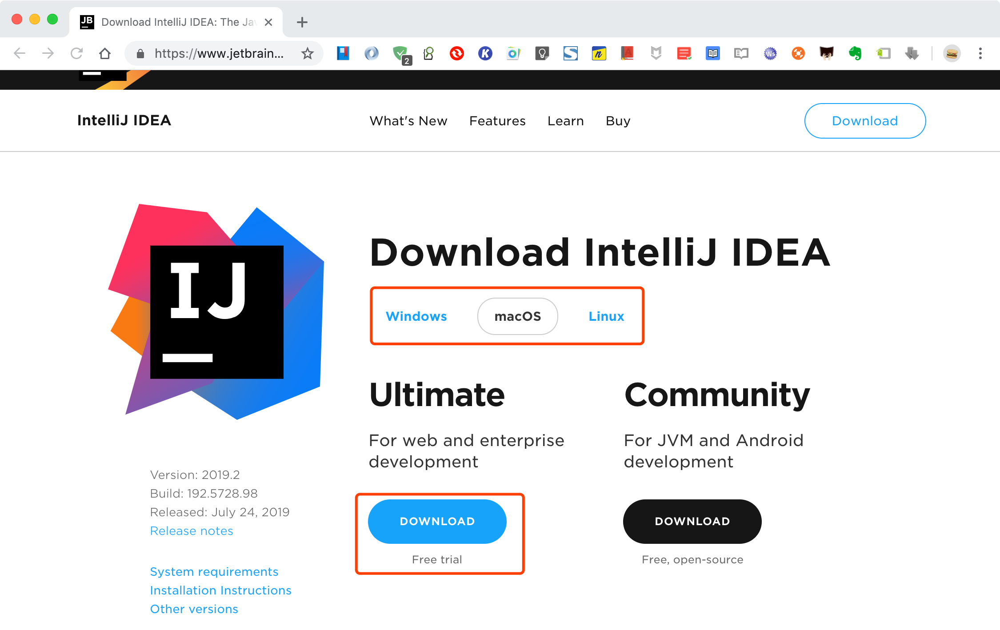 JB
Download IntelliJ IDEA: The Jav
https://www.jetbrain...
2
K
n
A
Ws
IntelliJ IDEA
What's New
Features
Learn
Buy
Download
IJ
Download IntelliJ IDEA
Windows
macOS
Linux
Ultimate
Community
For web and enterprise
development
For JVM and Android
development
Version: 2019.2
Build: 192.5728.98
Released: July 24, 2019
Release notes
DOWNLOAD
Free trial
DOWNLOAD
Free, open-source
System requirements
Installation Instructions
Other versions